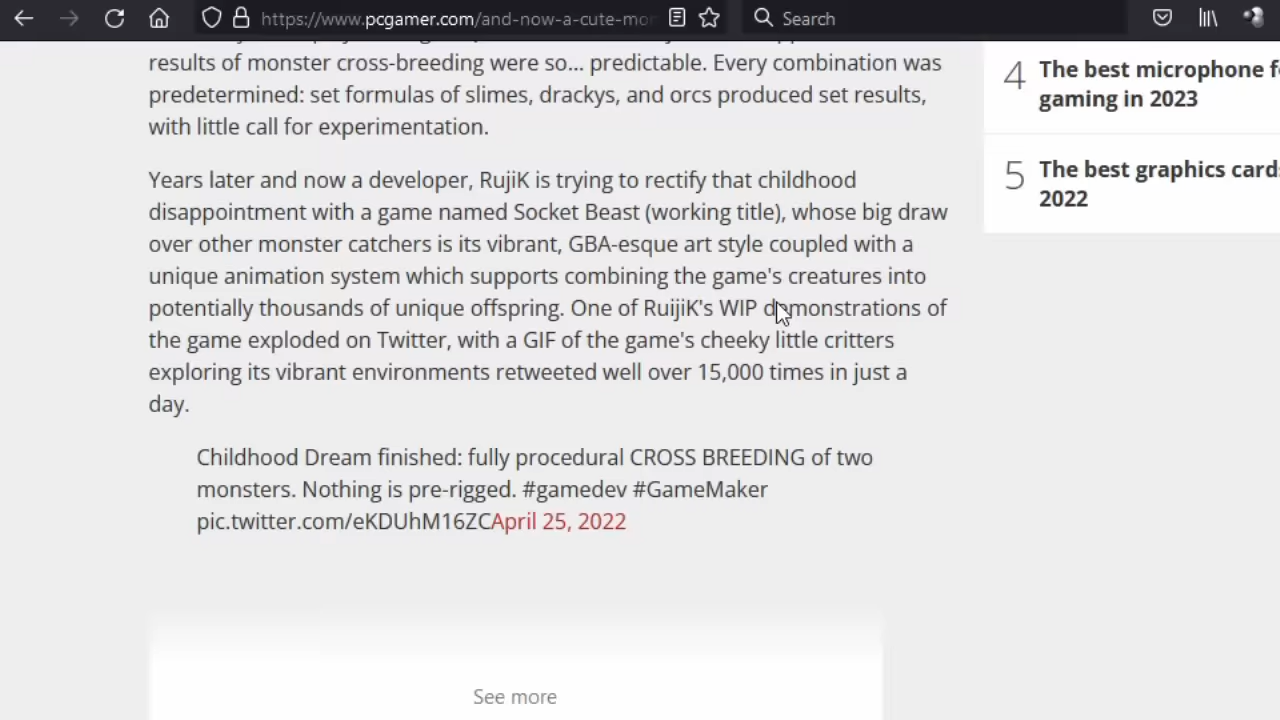 https://www.pcgamer.com/and-now-a-cute-mo
Search
results of monster cross-breeding were so... predictable. Every combination was
predetermined: set formulas of slimes, drackys, and orcs produced set results,
with little call for experimentation.
Years later and now a developer, RujiK is trying to rectify that childhood
disappointment with a game named Socket Beast (working title), whose big draw
over other monster catchers is its vibrant, GBA-esque art style coupled with a
unique animation system which supports combining the game's creatures into
potentially thousands of unique offspring. One of RuijiK's WIP demonstrations of
the game exploded on Twitter, with a GIF of the game's cheeky little critters
exploring its vibrant environments retweeted well over 15,000 times in just a
day.
Childhood Dream finished: fully procedural CROSS BREEDING of two
monsters. Nothing is pre-rigged. #gamedev #GameMaker
pic.twitter.com/eKDUhM16ZCApril 25, 2022
See more
4 The best microphone f
gaming in 2023
5 The best graphics card
2022